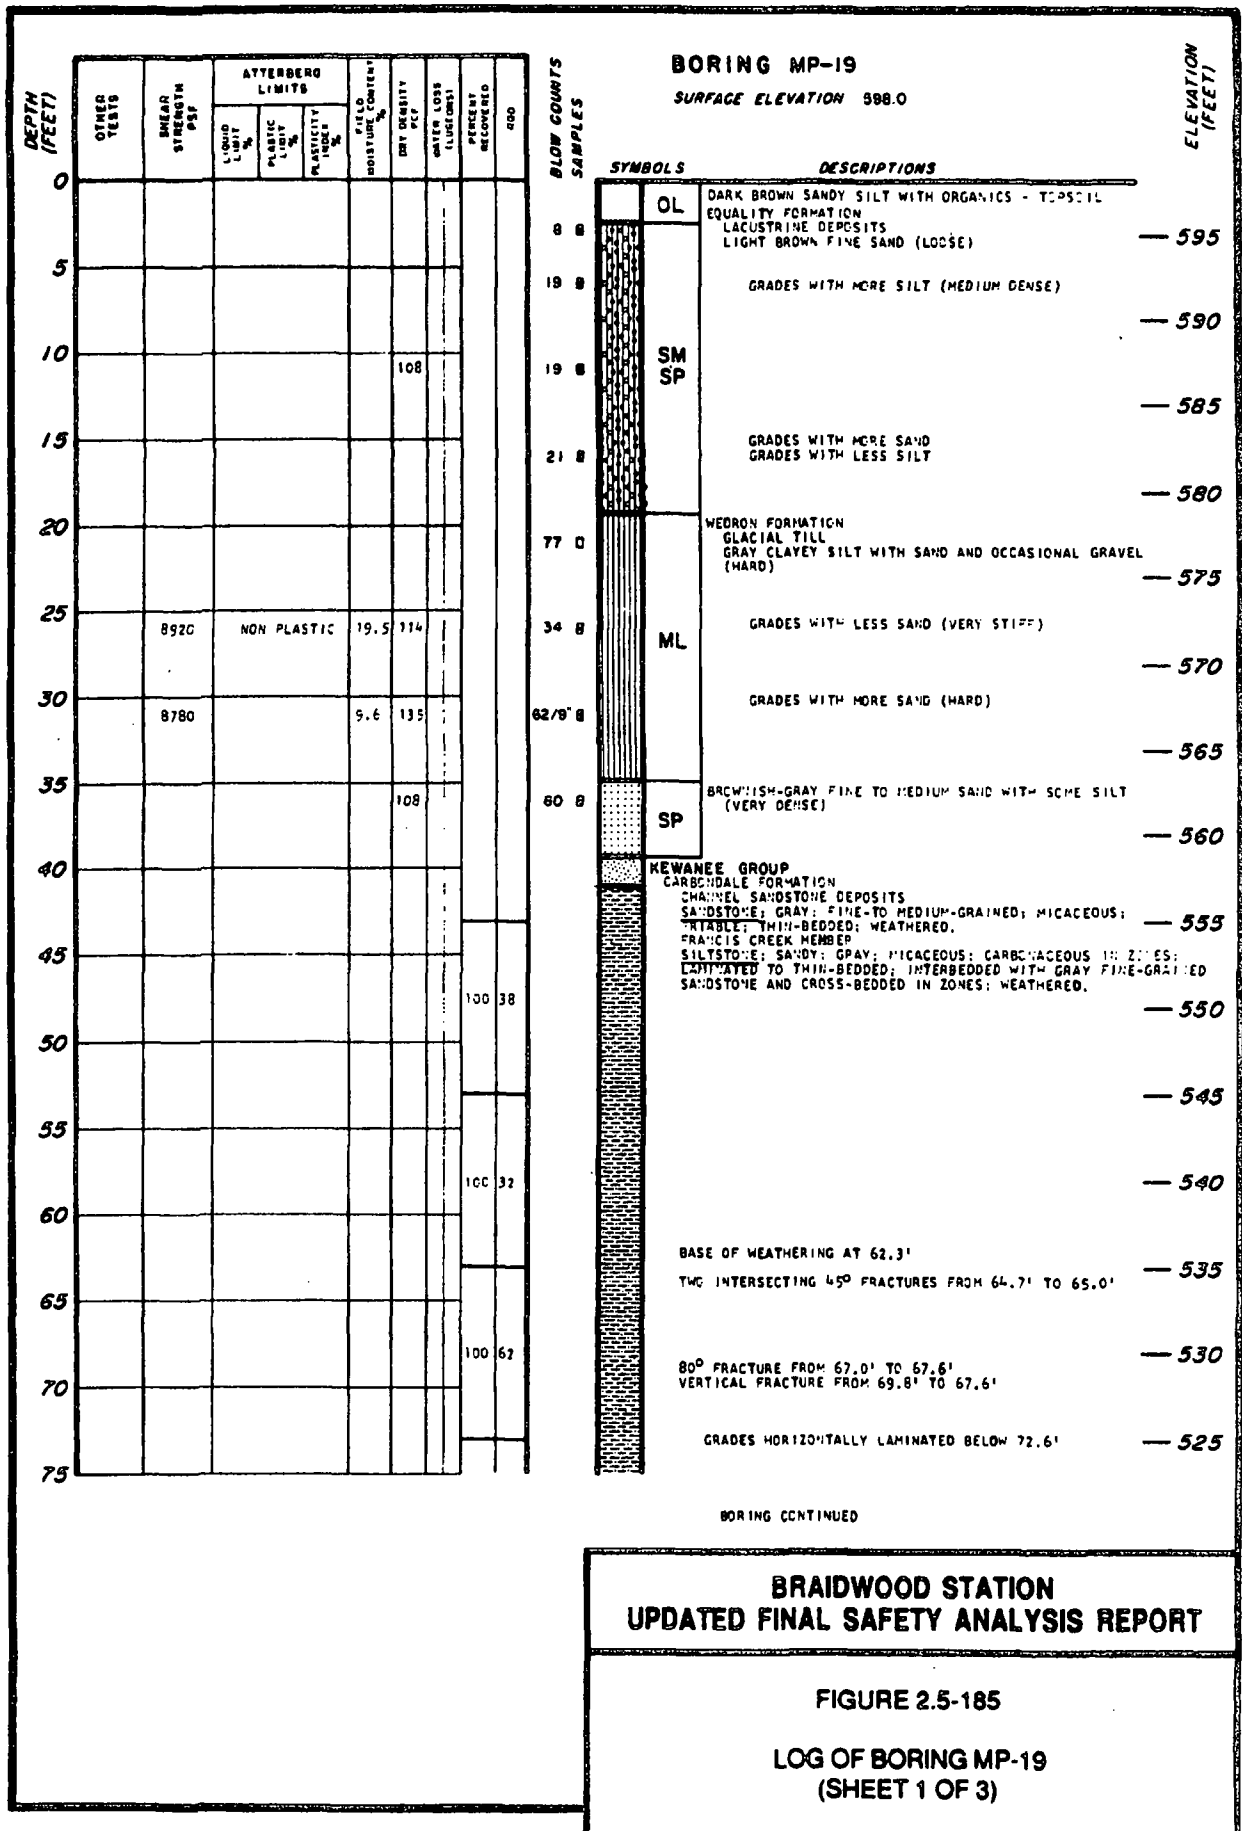 BORING MP-19
SURFACE ELEVATION 598.0
DEPTH (FEET)
OTHER TESTS
SHEAR STRENGTH PSF
ATTERBERG LIMITS
LIQUID LIMIT %
PLASTIC LIMIT %
PLASTICITY INDEX %
FIELD MOISTURE CONTENT %
DRY DENSITY PCF
WATER LOSS (LUGEONS)
PERCENT RECOVERED
RQD
BLOW COUNTS
SAMPLES
SYMBOLS
DESCRIPTIONS
ELEVATION (FEET)
0
OL
DARK BROWN SANDY SILT WITH ORGANICS - TOPSOIL
EQUALITY FORMATION
LACUSTRINE DEPOSITS
8
LIGHT BROWN FINE SAND (LOOSE)
595
5
19
GRADES WITH MORE SILT (MEDIUM DENSE)
590
10
108
19
SM
SP
585
15
21
GRADES WITH MORE SAND
GRADES WITH LESS SILT
580
20
77
WEDRON FORMATION
GLACIAL TILL
GRAY CLAYEY SILT WITH SAND AND OCCASIONAL GRAVEL
(HARD)
575
25
8920 NON PLASTIC 19.5 114
34
ML
GRADES WITH LESS SAND (VERY STIFF)
570
30
8780 9.6 135
62/9"
GRADES WITH MORE SAND (HARD)
565
35
108
60
SP
BROWNISH-GRAY FINE TO MEDIUM SAND WITH SOME SILT
(VERY DENSE)
560
40
KEWANEE GROUP
CARBONDALE FORMATION
CHANNEL SANDSTONE DEPOSITS
SANDSTONE; GRAY; FINE-TO MEDIUM-GRAINED; MICACEOUS;
FRIABLE; THIN-BEDDED; WEATHERED.
555
FRANCIS CREEK MEMBER
SILTSTONE; SANDY; GRAY; MICACEOUS; CARBONACEOUS IN ZONES;
LAMINATED TO THIN-BEDDED; INTERBEDDED WITH GRAY FINE-GRAINED
SANDSTONE AND CROSS-BEDDED IN ZONES; WEATHERED.
45
100 38
550
50
545
55
100 32
540
60
BASE OF WEATHERING AT 62.3'
535
TWO INTERSECTING 45° FRACTURES FROM 64.7' TO 65.0'
65
100 62
530
80° FRACTURE FROM 67.0' TO 67.6'
VERTICAL FRACTURE FROM 69.8' TO 67.6'
70
GRADES HORIZONTALLY LAMINATED BELOW 72.6'
525
75
BORING CONTINUED
BRAIDWOOD STATION
UPDATED FINAL SAFETY ANALYSIS REPORT
FIGURE 2.5-185
LOG OF BORING MP-19
(SHEET 1 OF 3)